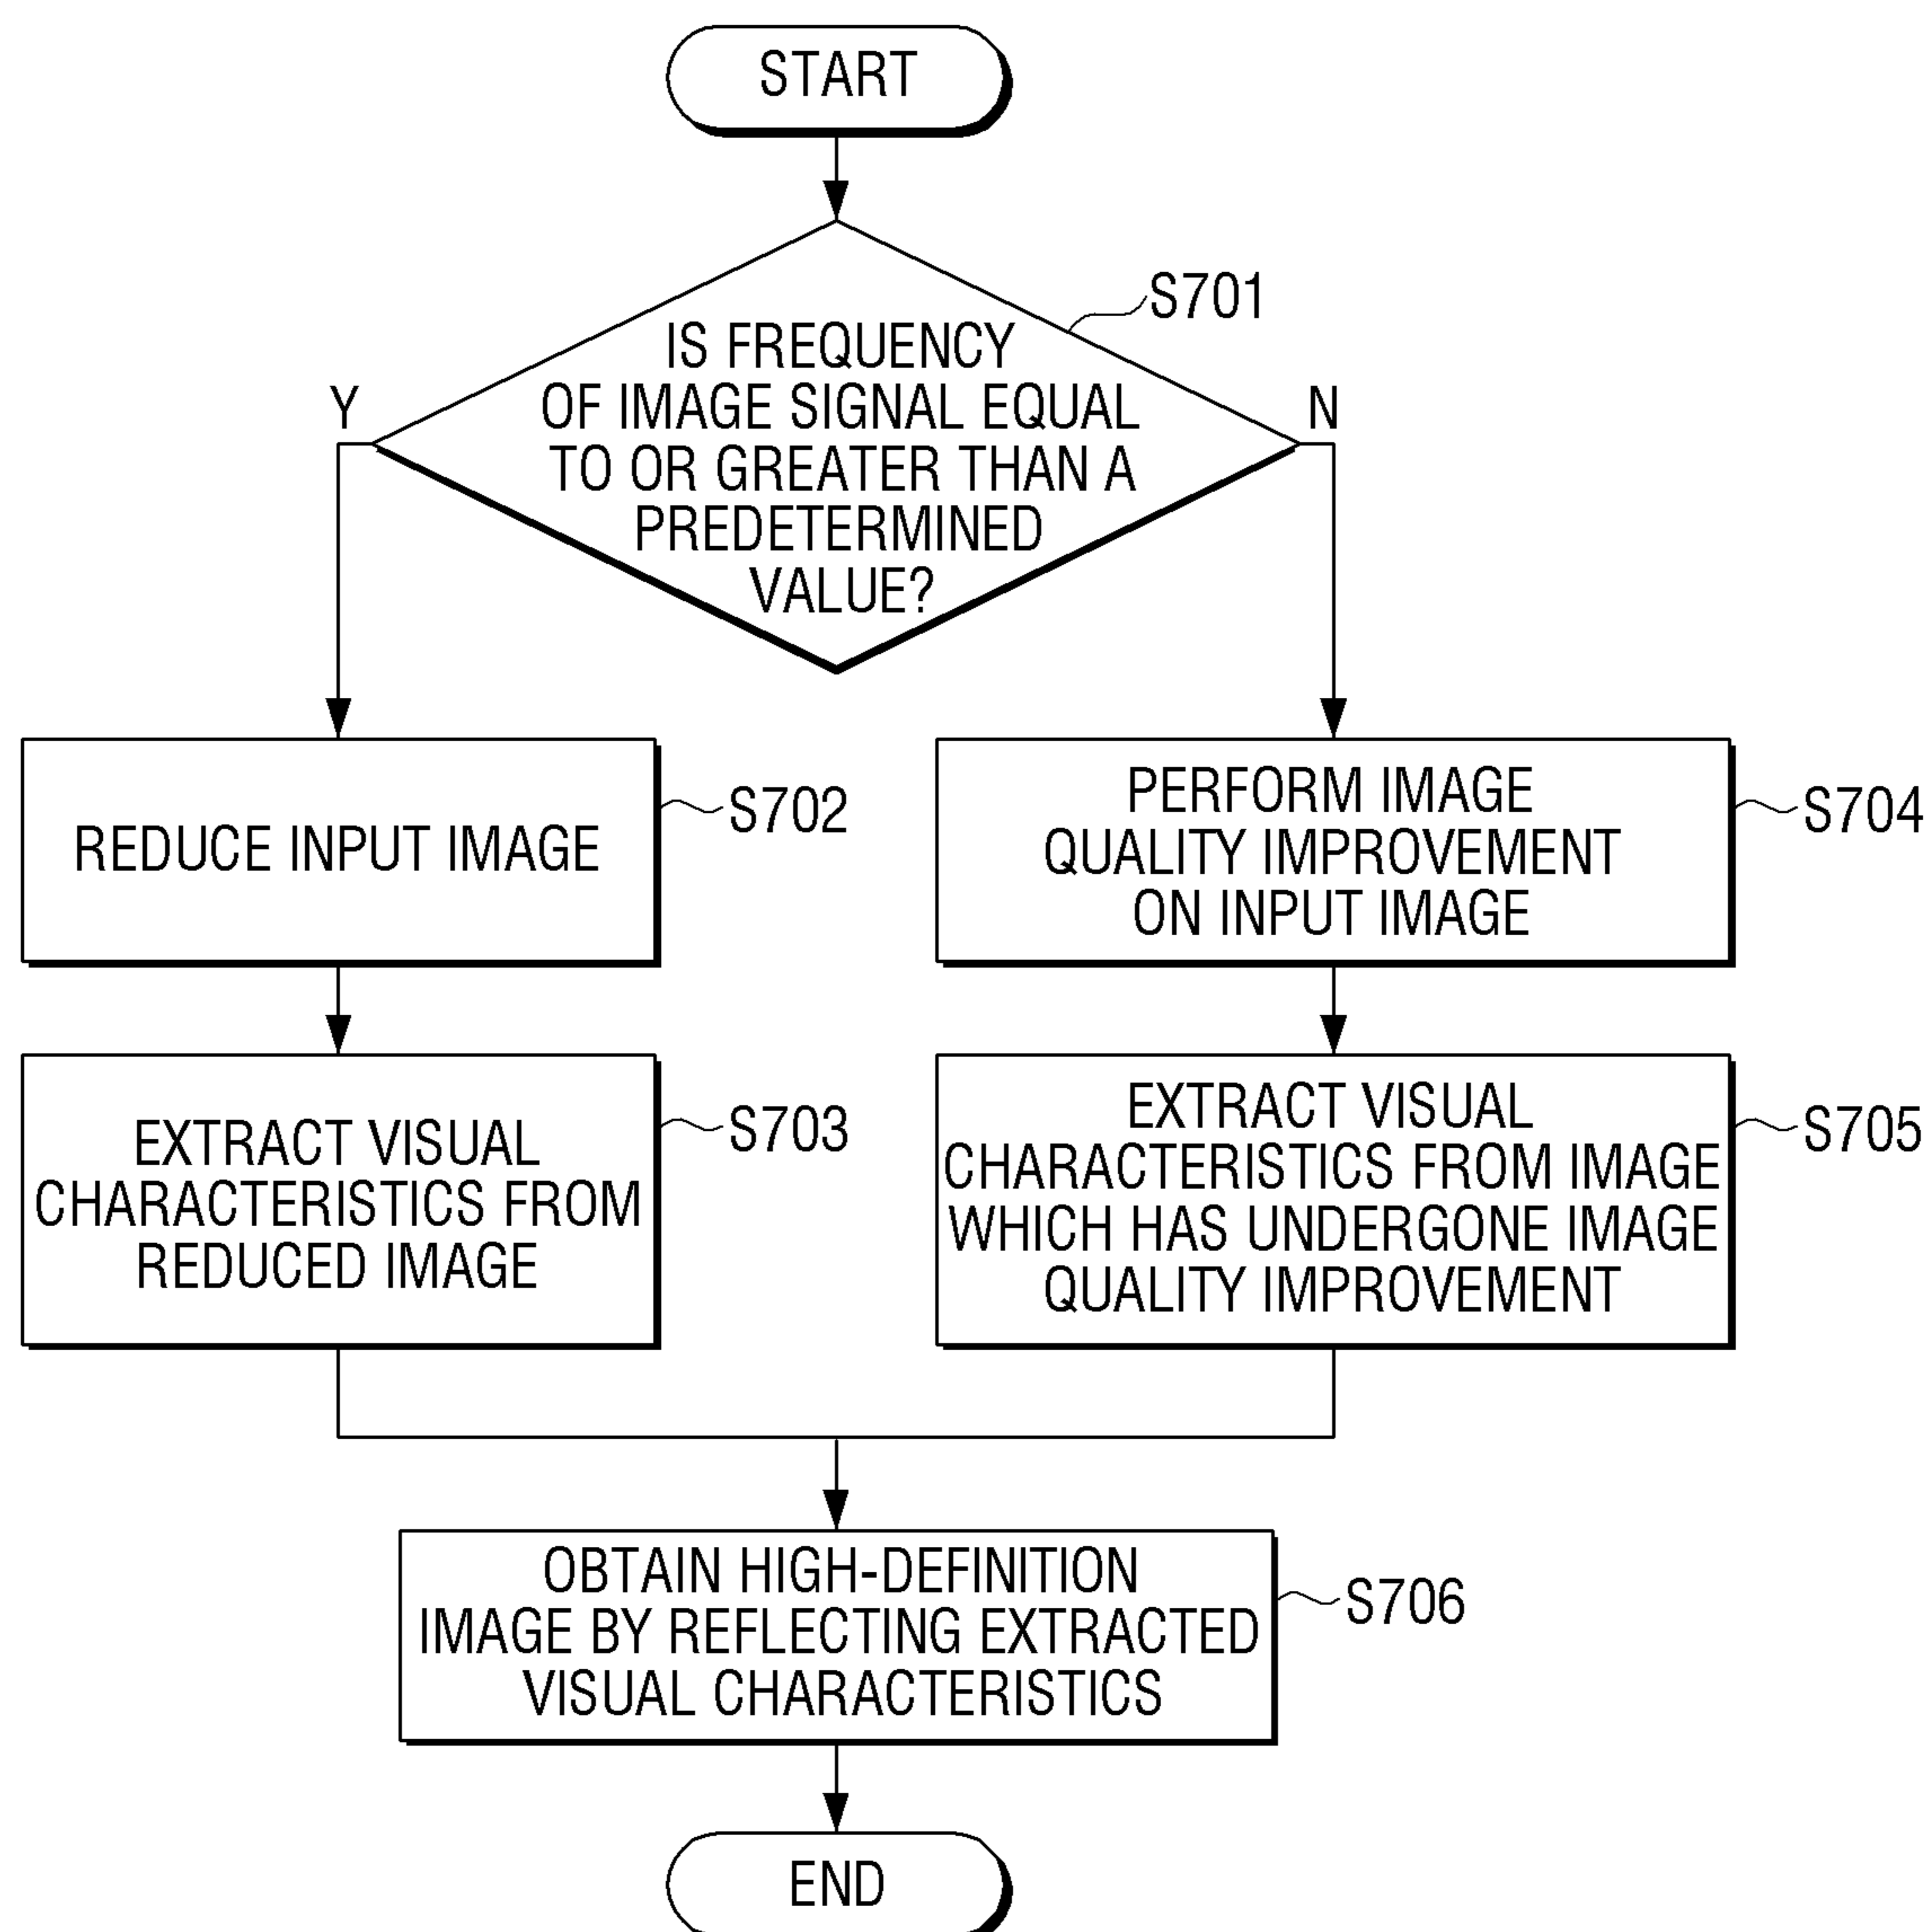 START
S701
IS FREQUENCY
OF IMAGE SIGNAL EQUAL
TO OR GREATER THAN A
PREDETERMINED
VALUE?
Y
N
REDUCE INPUT IMAGE
S702
PERFORM IMAGE
QUALITY IMPROVEMENT
ON INPUT IMAGE
S704
EXTRACT VISUAL
CHARACTERISTICS FROM
REDUCED IMAGE
S703
EXTRACT VISUAL
CHARACTERISTICS FROM IMAGE
WHICH HAS UNDERGONE IMAGE
QUALITY IMPROVEMENT
S705
OBTAIN HIGH-DEFINITION
IMAGE BY REFLECTING EXTRACTED
VISUAL CHARACTERISTICS
S706
END